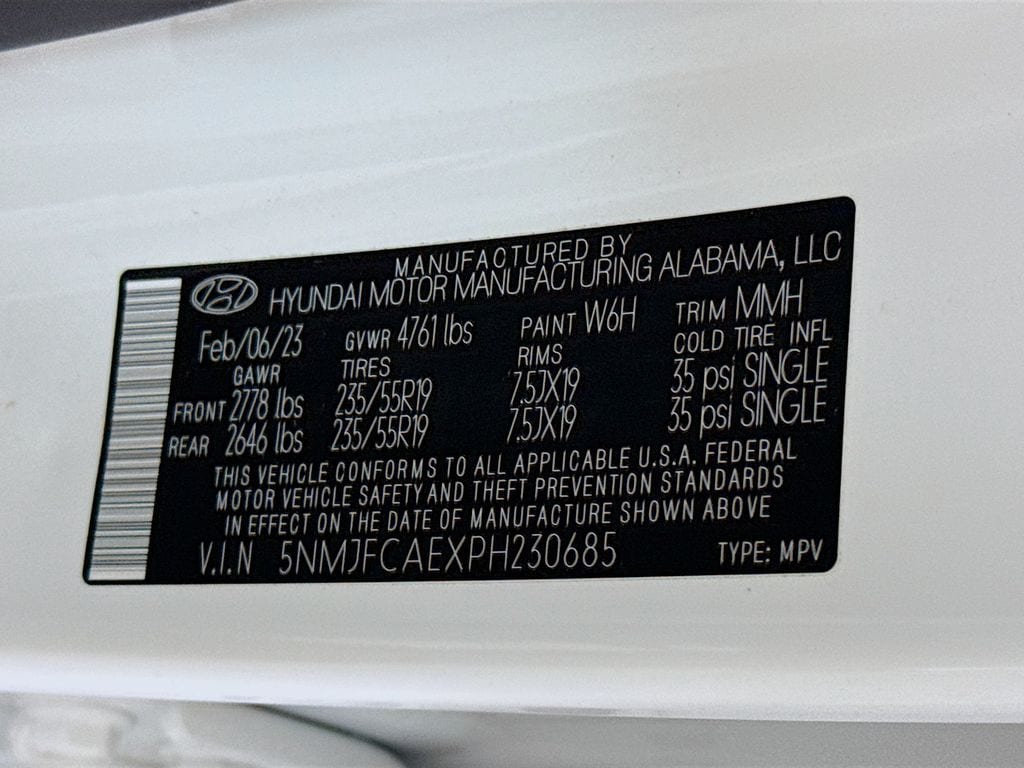 MANUFACTURED BY
HYUNDAI MOTOR MANUFACTURING ALABAMA, LLC
Feb/06/23 GVWR 4761 lbs PAINT W6H TRIM MMH
GAWR TIRES RIMS COLD TIRE INFL
FRONT 2778 lbs 235/55R19 7.5JX19 35 psi SINGLE
REAR 2646 lbs 235/55R19 7.5JX19 35 psi SINGLE
THIS VEHICLE CONFORMS TO ALL APPLICABLE U.S.A. FEDERAL
MOTOR VEHICLE SAFETY AND THEFT PREVENTION STANDARDS
IN EFFECT ON THE DATE OF MANUFACTURE SHOWN ABOVE
V.I.N 5NMJFCAEXPH230685 TYPE: MPV